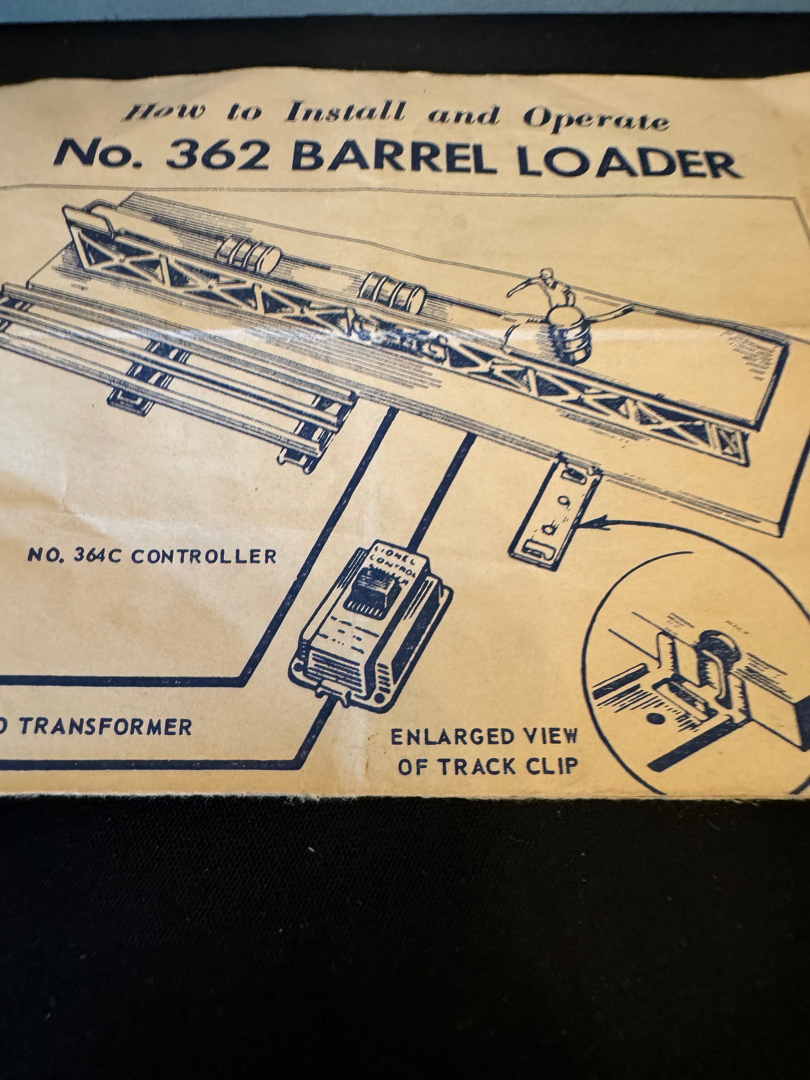 How to Install and Operate
No. 362 BARREL LOADER
NO. 364C CONTROLLER
LIONEL
CONTROL
O TRANSFORMER
ENLARGED VIEW
OF TRACK CLIP